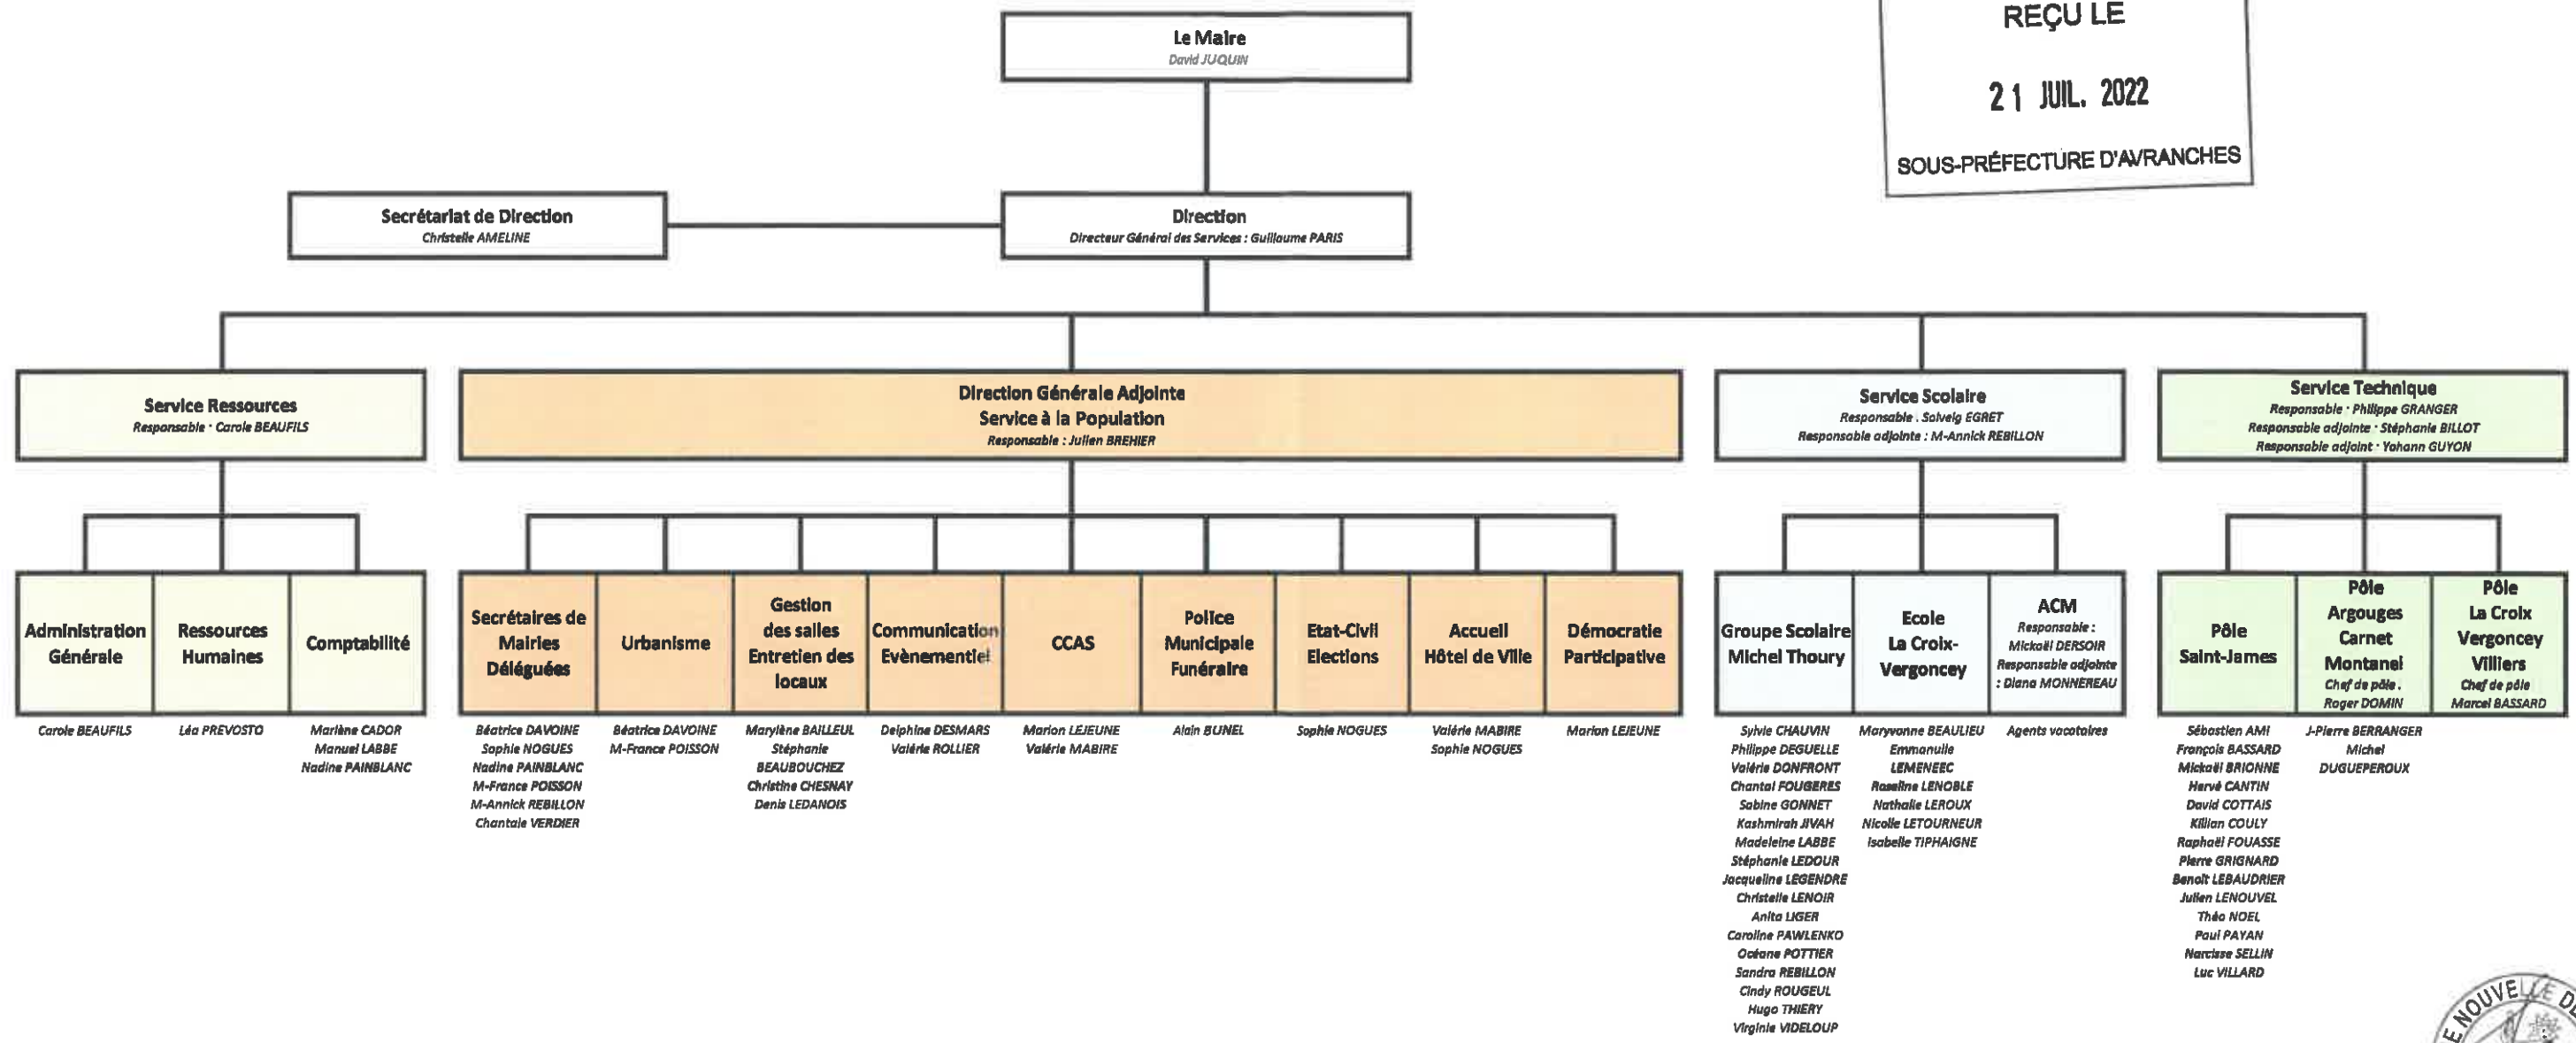 Le Maire
David JUQUIN
REÇU LE
21 JUIL. 2022
SOUS-PRÉFECTURE D'AVRANCHES
Secrétariat de Direction
Christelle AMELINE
Direction
Directeur Général des Services : Guillaume PARIS
Service Ressources
Responsable : Carole BEAUFILS
Direction Générale Adjointe
Service à la Population
Responsable : Julien BREHIER
Service Scolaire
Responsable : Solveig EGRET
Responsable adjointe : M-Annick REBILLON
Service Technique
Responsable : Philippe GRANGER
Responsable adjointe : Stéphanie BILLOT
Responsable adjoint : Yohann GUYON
Administration
Générale
Carole BEAUFILS
Ressources
Humaines
Léa PREVOSTO
Comptabilité
Marlène CADOR
Manuel LABBE
Nadine PAINBLANC
Secrétaires de
Mairies
Déléguées
Béatrice DAVOINE
Sophie NOGUES
Nadine PAINBLANC
M-France POISSON
M-Annick REBILLON
Chantale VERDIER
Urbanisme
Béatrice DAVOINE
M-France POISSON
Gestion
des salles
Entretien des
locaux
Marylène BAILLEUL
Stéphanie
BEAUBOUCHEZ
Christine CHESNAY
Denis LEDANOIS
Communication
Evènementiel
Delphine DESMARS
Valérie ROLLIER
CCAS
Marion LEJEUNE
Valérie MABIRE
Police
Municipale
Funéraire
Alain BUNEL
Etat-Civil
Elections
Sophie NOGUES
Accueil
Hôtel de Ville
Valérie MABIRE
Sophie NOGUES
Démocratie
Participative
Marion LEJEUNE
Groupe Scolaire
Michel Thoury
Sylvie CHAUVIN
Philippe DEGUELLE
Valérie DONFRONT
Chantal FOUGERES
Sabine GONNET
Kashmirah JIVAH
Madeleine LABBE
Stéphanie LEDOUR
Jacqueline LEGENDRE
Christelle LENOIR
Anita LIGER
Caroline PAWLENKO
Océane POTTIER
Sandra REBILLON
Cindy ROUGEUL
Hugo THIERY
Virginie VIDELOUP
Ecole
La Croix-
Vergoncey
Maryvonne BEAULIEU
Emmanulle
LEMENEEC
Roseline LENOBLE
Nathalie LEROUX
Nicolle LETOURNEUR
Isabelle TIPHAIGNE
ACM
Responsable :
Mickaël DERSOIR
Responsable adjointe
: Diana MONNEREAU
Agents vacataires
Pôle
Saint-James
Sébastien AMI
François BASSARD
Mickaël BRIONNE
Hervé CANTIN
David COTTAIS
Killian COULY
Raphaël FOUASSE
Pierre GRIGNARD
Benoît LEBAUDRIER
Julien LENOUVEL
Théo NOEL
Paul PAYAN
Narcisse SELLIN
Luc VILLARD
Pôle
Argouges
Carnet
Montanel
Chef de pôle :
Roger DOMIN
J-Pierre BERRANGER
Michel
DUGUEPEROUX
Pôle
La Croix
Vergoncey
Villiers
Chef de pôle
Marcel BASSARD
NOUVELLE